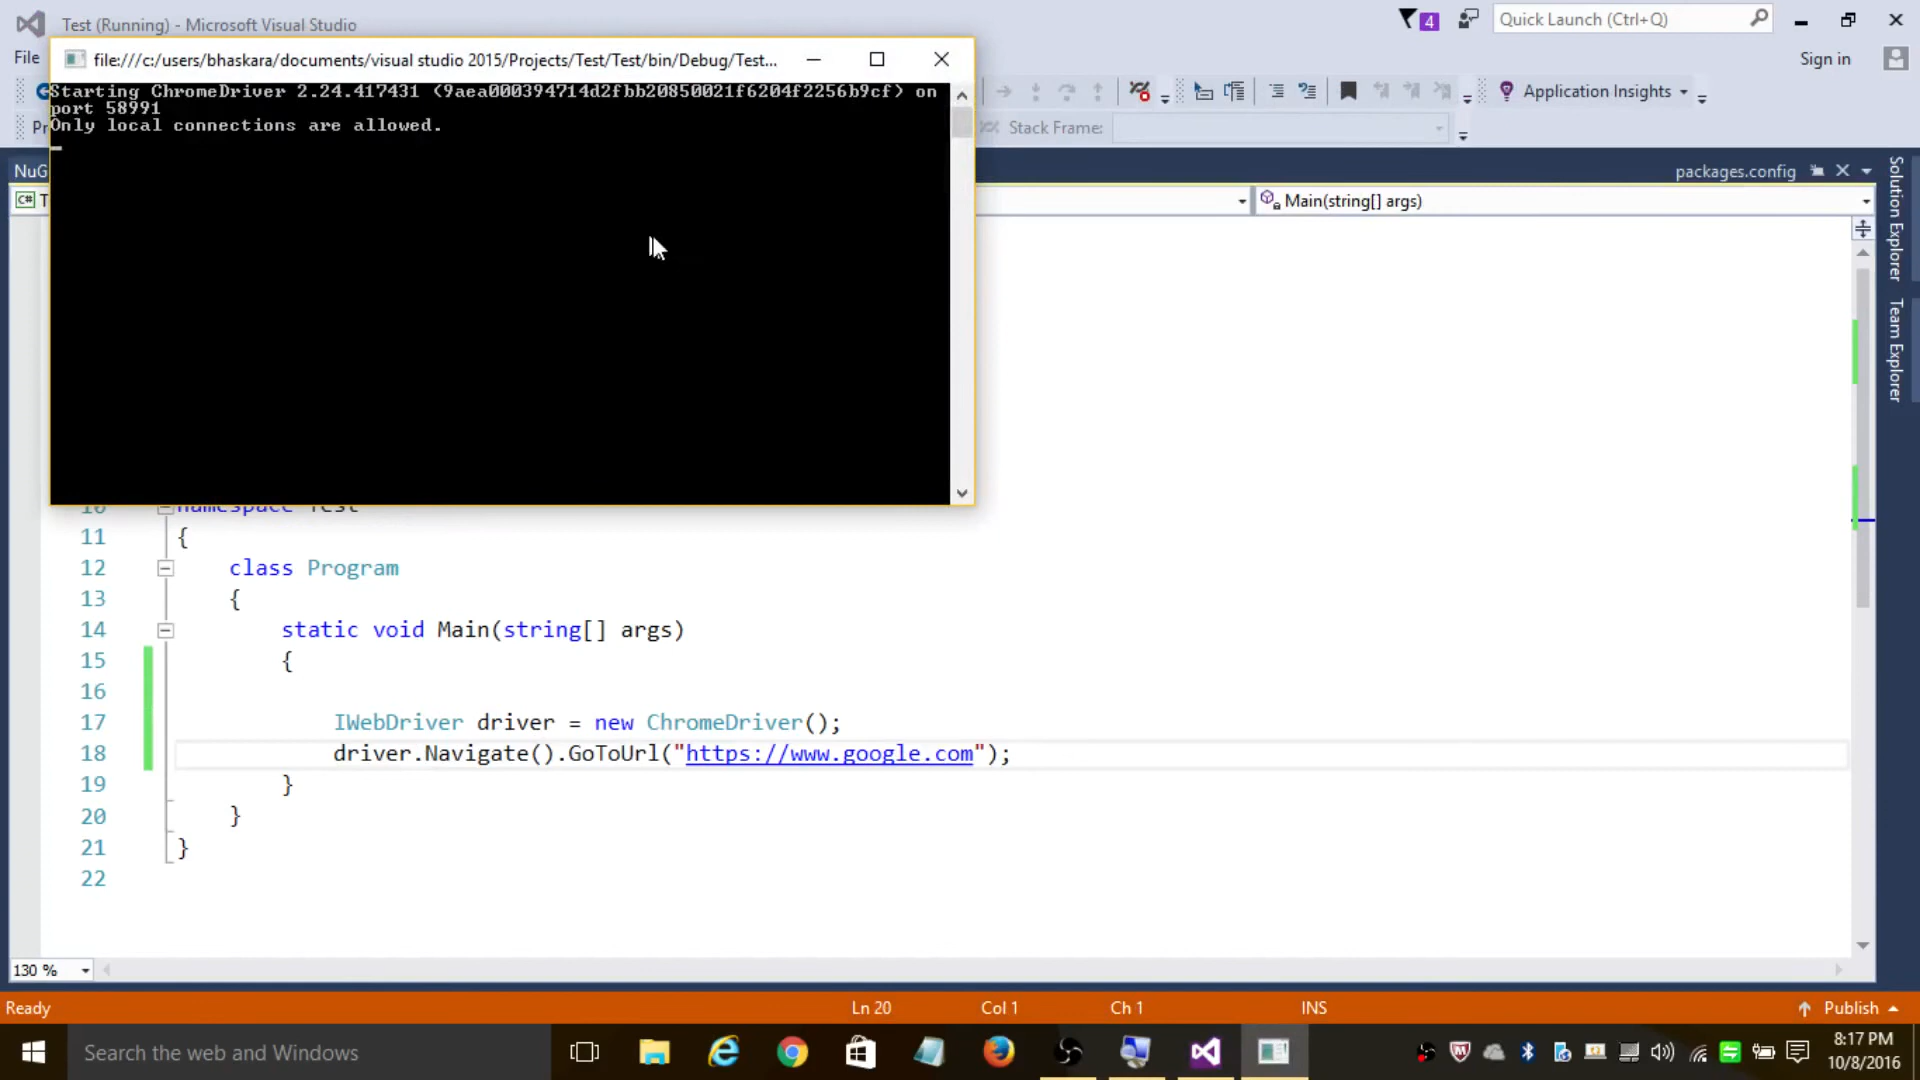 Test (Running) - Microsoft Visual Studio
4
Quick Launch (Ctrl+Q)
File
file:///c:/users/bhaskara/documents/visual studio 2015/Projects/Test/Test/bin/Debug/Test...
Sign in
Starting ChromeDriver 2.24.417431 (9aea000394714d2fbb20850021f6204f2256b9cf) on
port 58991
Only local connections are allowed.
Application Insights
Stack Frame:
NuG
packages.config
C#
Main(string[] args)
Solution Explorer
Team Explorer
10 namespace Test
11 {
12 class Program
13 {
14 static void Main(string[] args)
15 {
16
17 IWebDriver driver = new ChromeDriver();
18 driver.Navigate().GoToUrl("https://www.google.com");
19 }
20 }
21 }
22
130 %
Ready
Ln 20
Col 1
Ch 1
INS
Publish
Search the web and Windows
8:17 PM
10/8/2016